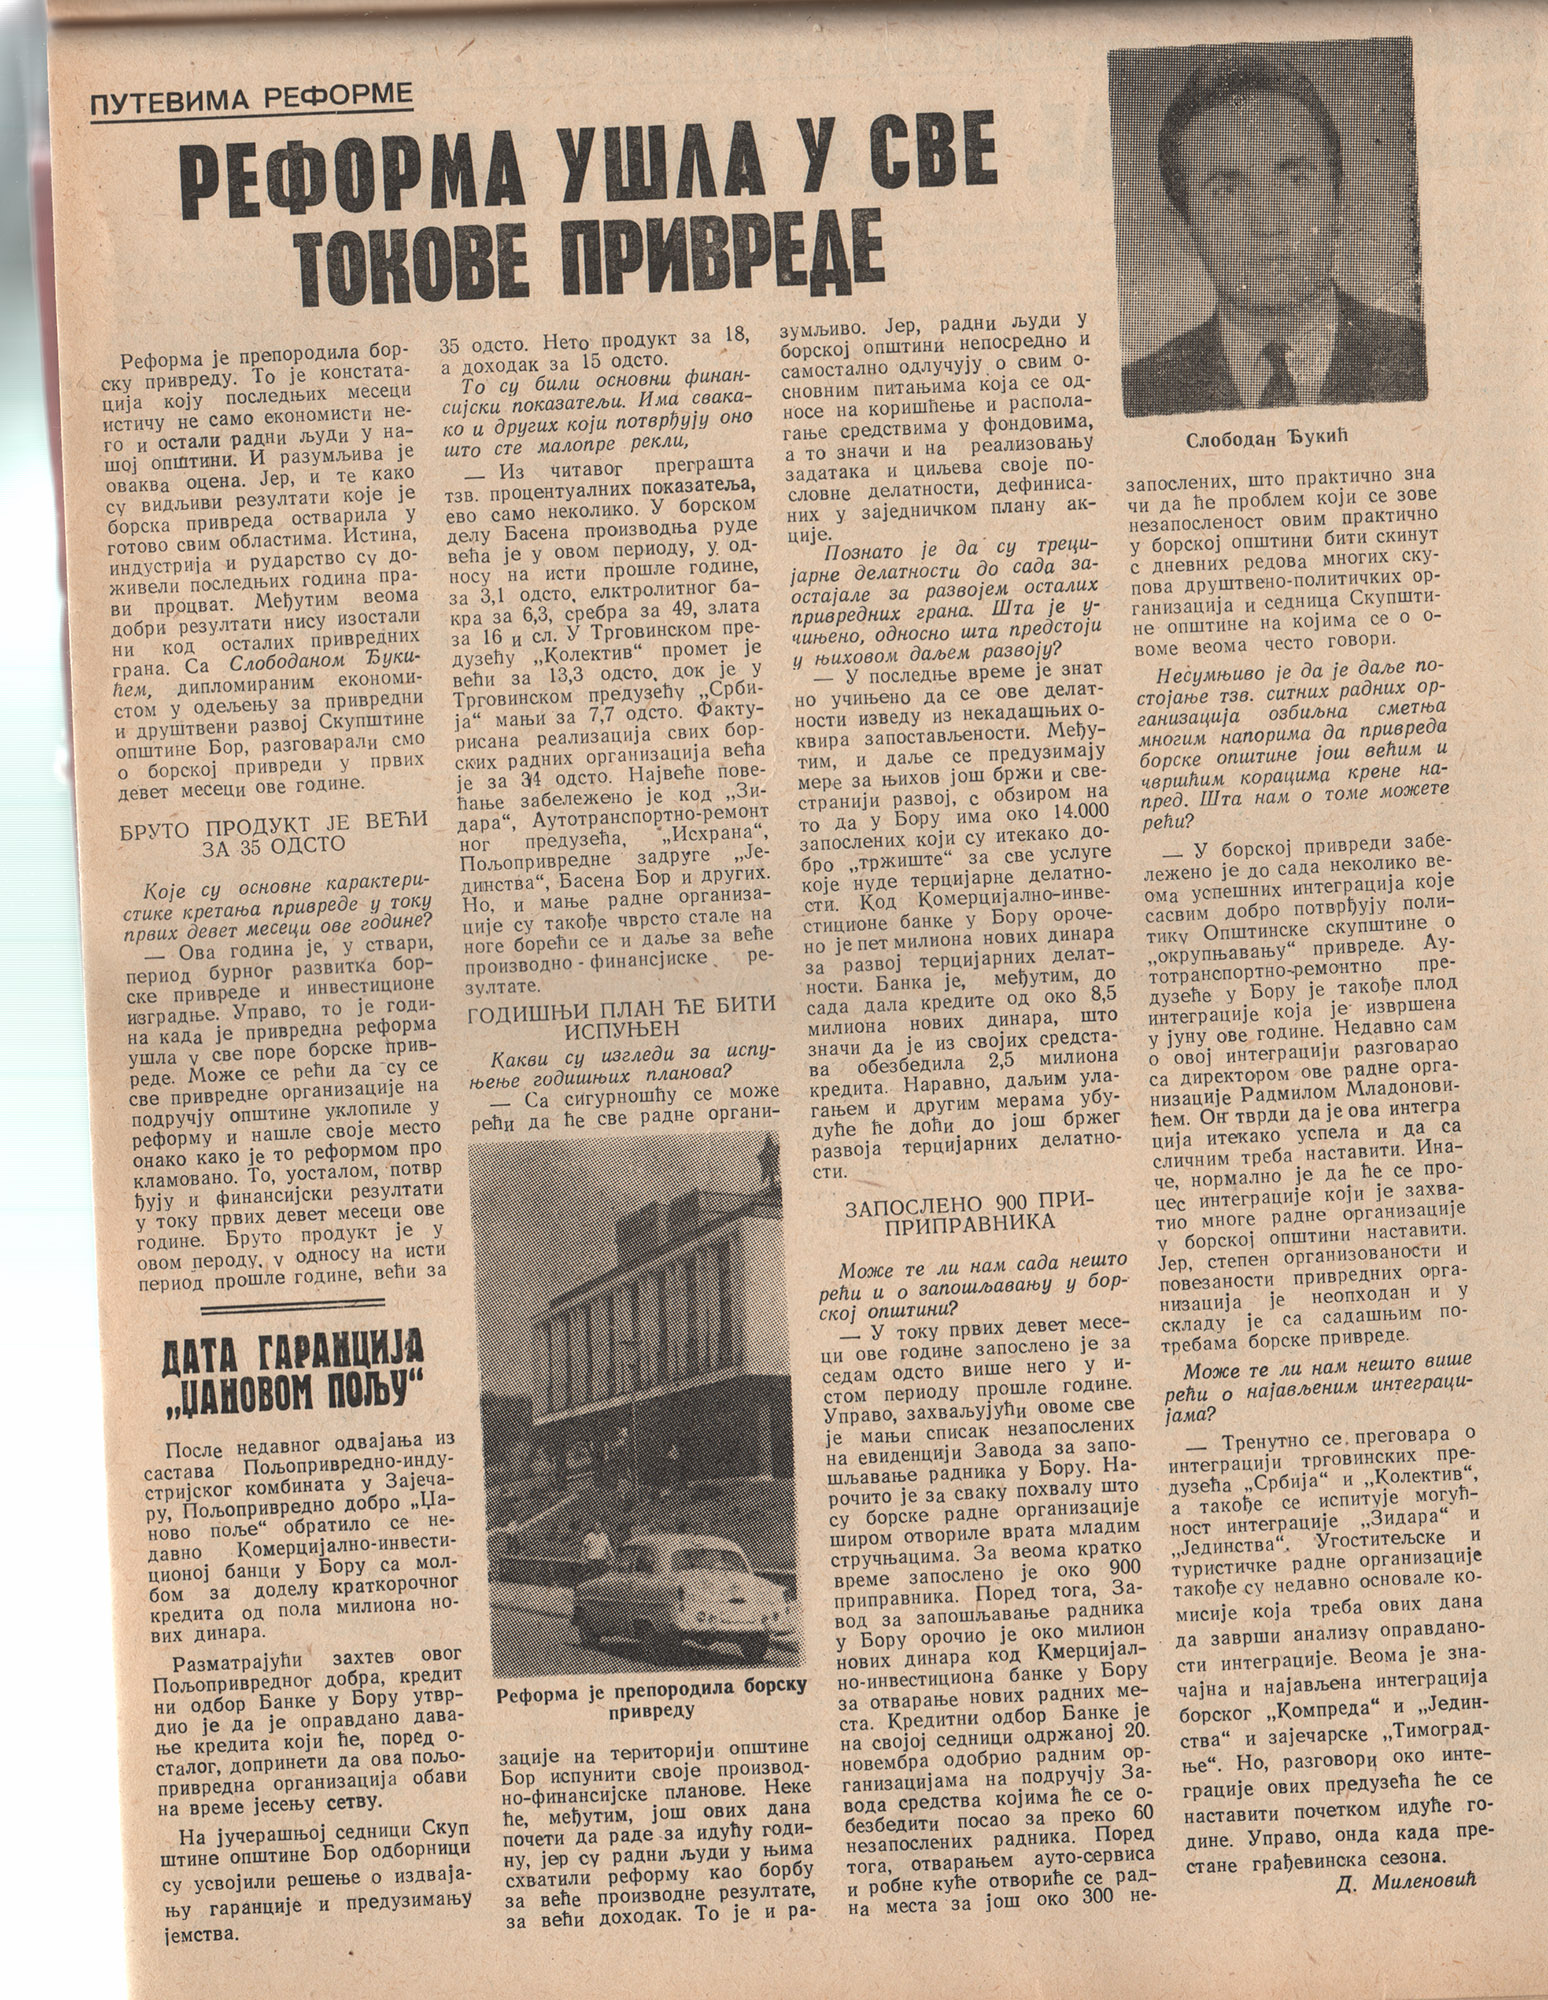 ПУТЕВИМА РЕФОРМЕ
РЕФОРМА УШЛА У СВЕ
ТОКОВЕ ПРИВРЕДЕ
Реформа је препородила бор-
ску привреду. То је констата-
ција коју последњих месеци
истичу не само економисти не-
го и остали радни људи у на-
шој општини. И разумљива је
оваква оцена. Јер, и те како
су видљиви резултати које је
борска привреда остварила у
готово свим областима. Истина,
индустрија и рударство су до-
живели последњих година пра-
ви процват. Међутим веома
добри резултати нису изостали
ни код осталих привредних
грана. Са Слободаном Ђуки-
ћем, дипломираним економи-
стом у одељењу за привредни
и друштвени развој Скупштине
општине Бор, разговарали смо
о борској привреди у првих
девет месеци ове године.
БРУТО ПРОДУКТ ЈЕ ВЕЋИ
ЗА 35 ОДСТО
Које су основне карактери-
стике кретања привреде у току
првих девет месеци ове године?
— Ова година је, у ствари,
период бурног развитка бор-
ске привреде и инвестиционе
изградње. Управо, то је годи-
на када је привредна реформа
ушла у све поре борске прив-
реде. Може се рећи да су се
све привредне организације на
подручју општине уклопиле у
реформу и нашле своје место
онако како је то реформом про
кламовано. То, уосталом, потвр
ђују и финансијски резултати
у току првих девет месеци ове
године. Бруто продукт је у
овом пероду, у односу на исти
период прошле године, већи за
35 одсто. Нето продукт за 18,
а доходак за 15 одсто.
То су били основни финан-
сијски показатељи. Има свака-
ко и других који потврђују оно
што сте малопре рекли,
— Из читавог прегршта
тзв. процентуалних показатеља,
ево само неколико. У борском
делу Басена производња руде
већа је у овом периоду, у од-
носу на исти прошле године,
за 3,1 одсто, елктролитног ба-
кра за 6,3, сребра за 49, злата
за 16 и сл. У Трговинском пре-
дузећу „Колектив“ промет је
већи за 13,3 одсто, док је у
Трговинском предузећу „Срби-
ја“ мањи за 7,7 одсто. Факту-
рисана реализација свих бор-
ских радних организација већа
је за 34 одсто. Највеће пове-
ћање забележено је код „Зи-
дара“, Аутотранспортно-ремонт
ног предузећа, „Исхрана“,
Пољопривредне задруге „Је-
динства“, Басена Бор и других.
Но, и мање радне организа-
ције су такође чврсто стале на
ноге борећи се и даље за веће
производно - финансјиске ре-
зултате.
ГОДИШЊИ ПЛАН ЋЕ БИТИ
ИСПУЊЕН
Какви су изгледи за испу-
њење годишњих планова?
— Са сигурношћу се може
рећи да ће све радне органи-
Реформа је препородила борску
привреду
зације на територији општине
Бор испунити своје производ-
но-финансијске планове. Неке
ће, међутим, још ових дана
почети да раде за идућу годи-
ну, јер су радни људи у њима
схватили реформу као борбу
за веће производне резултате,
за већи доходак. То је и ра-
зумљиво. Јер, радни људи у
борској општини непосредно и
самостално одлучују о свим о-
сновним питањима која се од-
носе на коришћење и распола-
гање средствима у фондовима,
а то значи и на реализовању
задатака и циљева своје по-
словне делатности, дефиниса-
них у заједничком плану ак-
ције.
Познато је да су треци-
јарне делатности до сада за-
остајале за развојем осталих
привредних грана. Шта је у-
чињено, односно шта предстоји
у њиховом даљем развоју?
— У последње време је знат
но учињено да се ове делат-
ности изведу из некадашњих о-
квира запостављености. Међу-
тим, и даље се предузимају
мере за њихов још бржи и све-
странији развој, с обзиром на
то да у Бору има око 14.000
запослених који су итекако до-
бро „тржиште“ за све услуге
које нуде терцијарне делатно-
сти. Код Комерцијално-инве-
стиционе банке у Бору ороче-
но је пет милиона нових динара
за развој терцијарних делат-
ности. Банка је, међутим, до
сада дала кредите од око 8,5
милиона нових динара, што
значи да је из својих средста-
ва обезбедила 2,5 милиона
кредита. Наравно, даљим ула-
гањем и другим мерама убу-
дуће ће доћи до још бржег
развоја терцијарних делатно-
сти.
ЗАПОСЛЕНО 900 ПРИ-
ПРИПРАВНИКА
Може те ли нам сада нешто
рећи и о запошљавању у бор-
ској општини?
— У току првих девет месе-
ци ове године запослено је за
седам одсто више него у и-
стом периоду прошле године.
Управо, захваљујући овоме све
је мањи списак незапослених
на евиденцији Завода за запо-
шљавање радника у Бору. На-
рочито је за сваку похвалу што
су борске радне организације
широм отвориле врата младим
стручњацима. За веома кратко
време запослено је око 900
приправника. Поред тога, За-
вод за запошљавање радника
у Бору орочио је око милион
нових динара код Кмерцијал-
но-инвестициона банке у Бору
за отварање нових радних ме-
ста. Кредитни одбор Банке је
на својој седници одржаној 20.
новембра одобрио радним ор-
ганизацијама на подручју За-
вода средства којима ће се о-
безбедити посао за преко 60
незапослених радника. Поред
тога, отварањем ауто-сервиса
и робне куће отвориће се рад-
на места за још око 300 не-
Слободан Ђукић
запослених, што практично зна
чи да ће проблем који се зове
незапосленост овим практично
у борској општини бити скинут
с дневних редова многих ску-
пова друштвено-политичких ор-
ганизација и седница Скупшти-
не општине на којима се о о-
воме веома често говори.
Несумњиво је да је даље по-
стојање тзв. ситних радних ор-
ганизација озбиљна сметња
многим напорима да привреда
борске општине још већим и
чвршћим корацима крене на-
пред. Шта нам о томе можете
рећи?
— У борској привреди забе-
лежено је до сада неколико ве-
ома успешних интеграција које
сасвим добро потврђују поли-
тику Општинске скупштине о
„окрупњавању“ привреде. Ау-
тотранспортно-ремонтно пре-
дузеће у Бору је такође плод
интеграције која је извршена
у јуну ове године. Недавно сам
о овој интеграцији разговарао
са директором ове радне орга-
низације Радмилом Младонови-
ћем. Он тврди да је ова интегра
ција итекако успела и да са
сличним треба наставити. Ина-
че, нормално је да ће се про-
цес интеграције који је захва-
тио многе радне организације
у борској општини наставити.
Јер, степен организованости и
повезаности привредних орга-
низација је неопходан и у
складу је са садашњим по-
требама борске привреде.
Може те ли нам нешто више
рећи о најављеним интеграци-
јама?
— Тренутно се преговара о
интеграцији трговинских пре-
дузећа „Србија“ и „Колектив“,
а такође се испитује могућ-
ност интеграције „Зидара“ и
„Јединства“. Угоститељске и
туристичке радне организације
такође су недавно основале ко-
мисије која треба ових дана
да заврши анализу оправдано-
сти интеграције. Веома је зна-
чајна и најављена интеграција
борског „Компреда“ и „Једин-
ства“ и зајечарске „Тимоград-
ње“. Но, разговори око инте-
грације ових предузећа ће се
наставити почетком идуће го-
дине. Управо, онда када пре-
стане грађевинска сезона.
Д. Миленовић
ДАТА ГАРАНЦИЈА
„ЏАНОВОМ ПОЉУ“
После недавног одвајања из
састава Пољопривредно-инду-
стријског комбината у Зајеча-
ру, Пољопривредно добро „Џа-
ново поље“ обратило се не-
давно Комерцијално-инвести-
ционој банци у Бору са мол-
бом за доделу краткорочног
кредита од пола милиона но-
вих динара.
Разматрајући захтев овог
Пољопривредног добра, кредит
ни одбор Банке у Бору утвр-
дио је да је оправдано дава-
ње кредита који ће, поред о-
сталог, допринети да ова пољо-
привредна организација обави
на време јесењу сетву.
На јучерашњој седници Скуп
штине општине Бор одборници
су усвојили решење о издваја-
њу гаранције и предузимању
јемства.